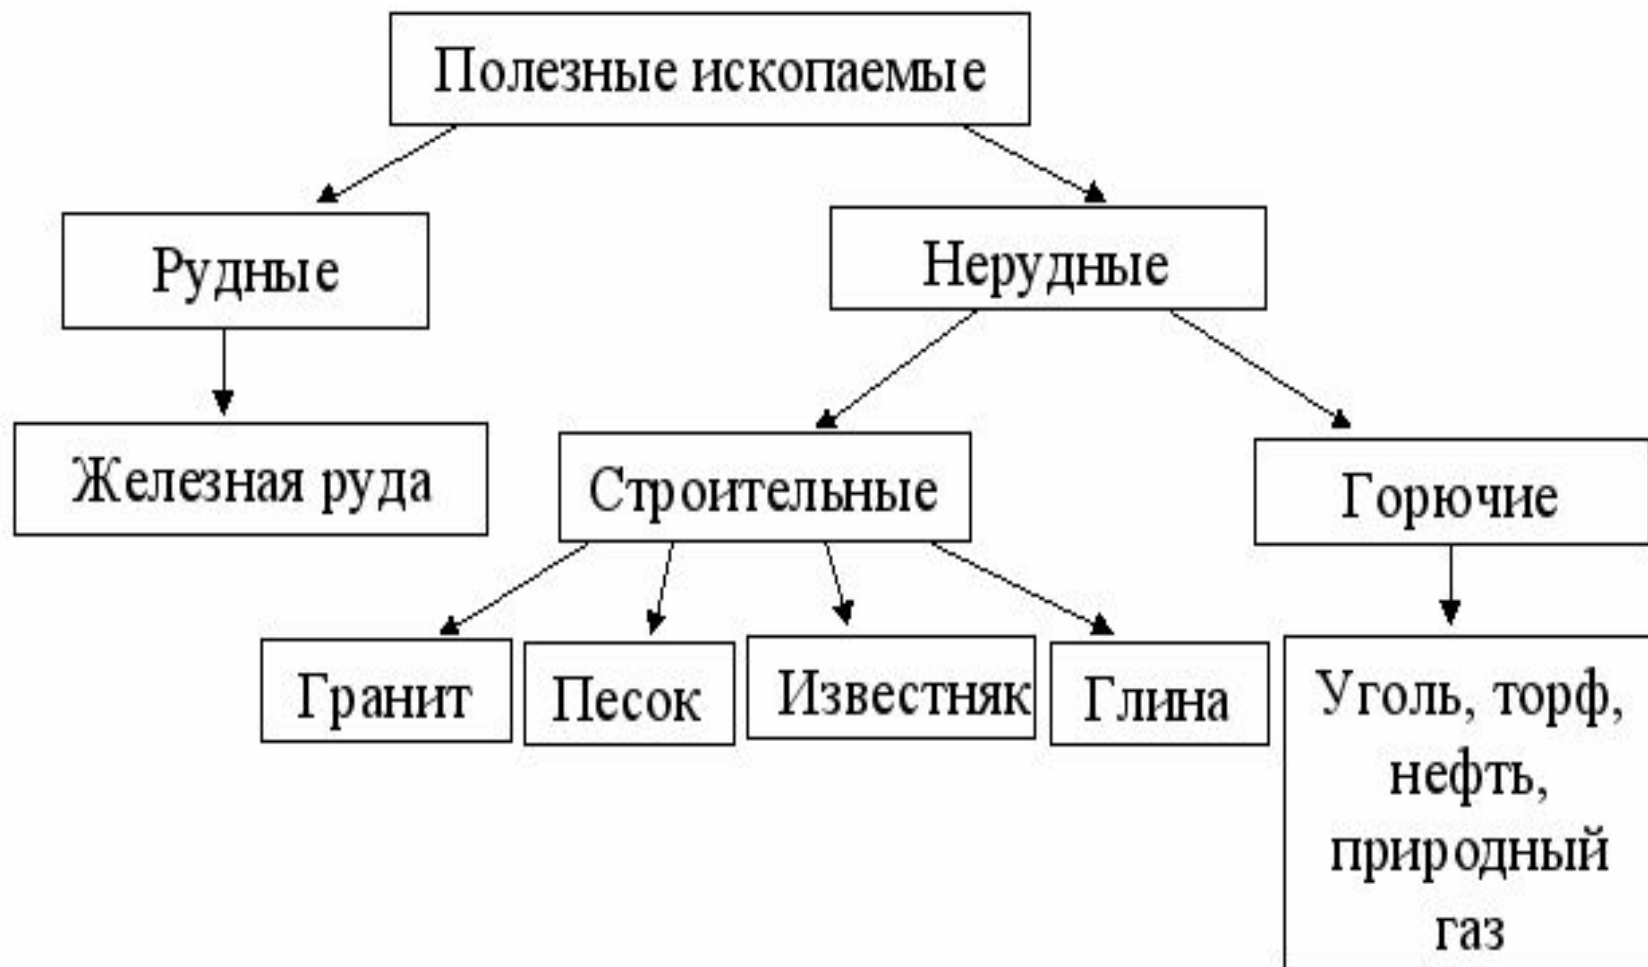 Полезные ископаемые
Рудные
Нерудные
Железная руда
Строительные
Горючие
Гранит
Песок
Известняк
Глина
Уголь, торф,
нефть,
природный
газ